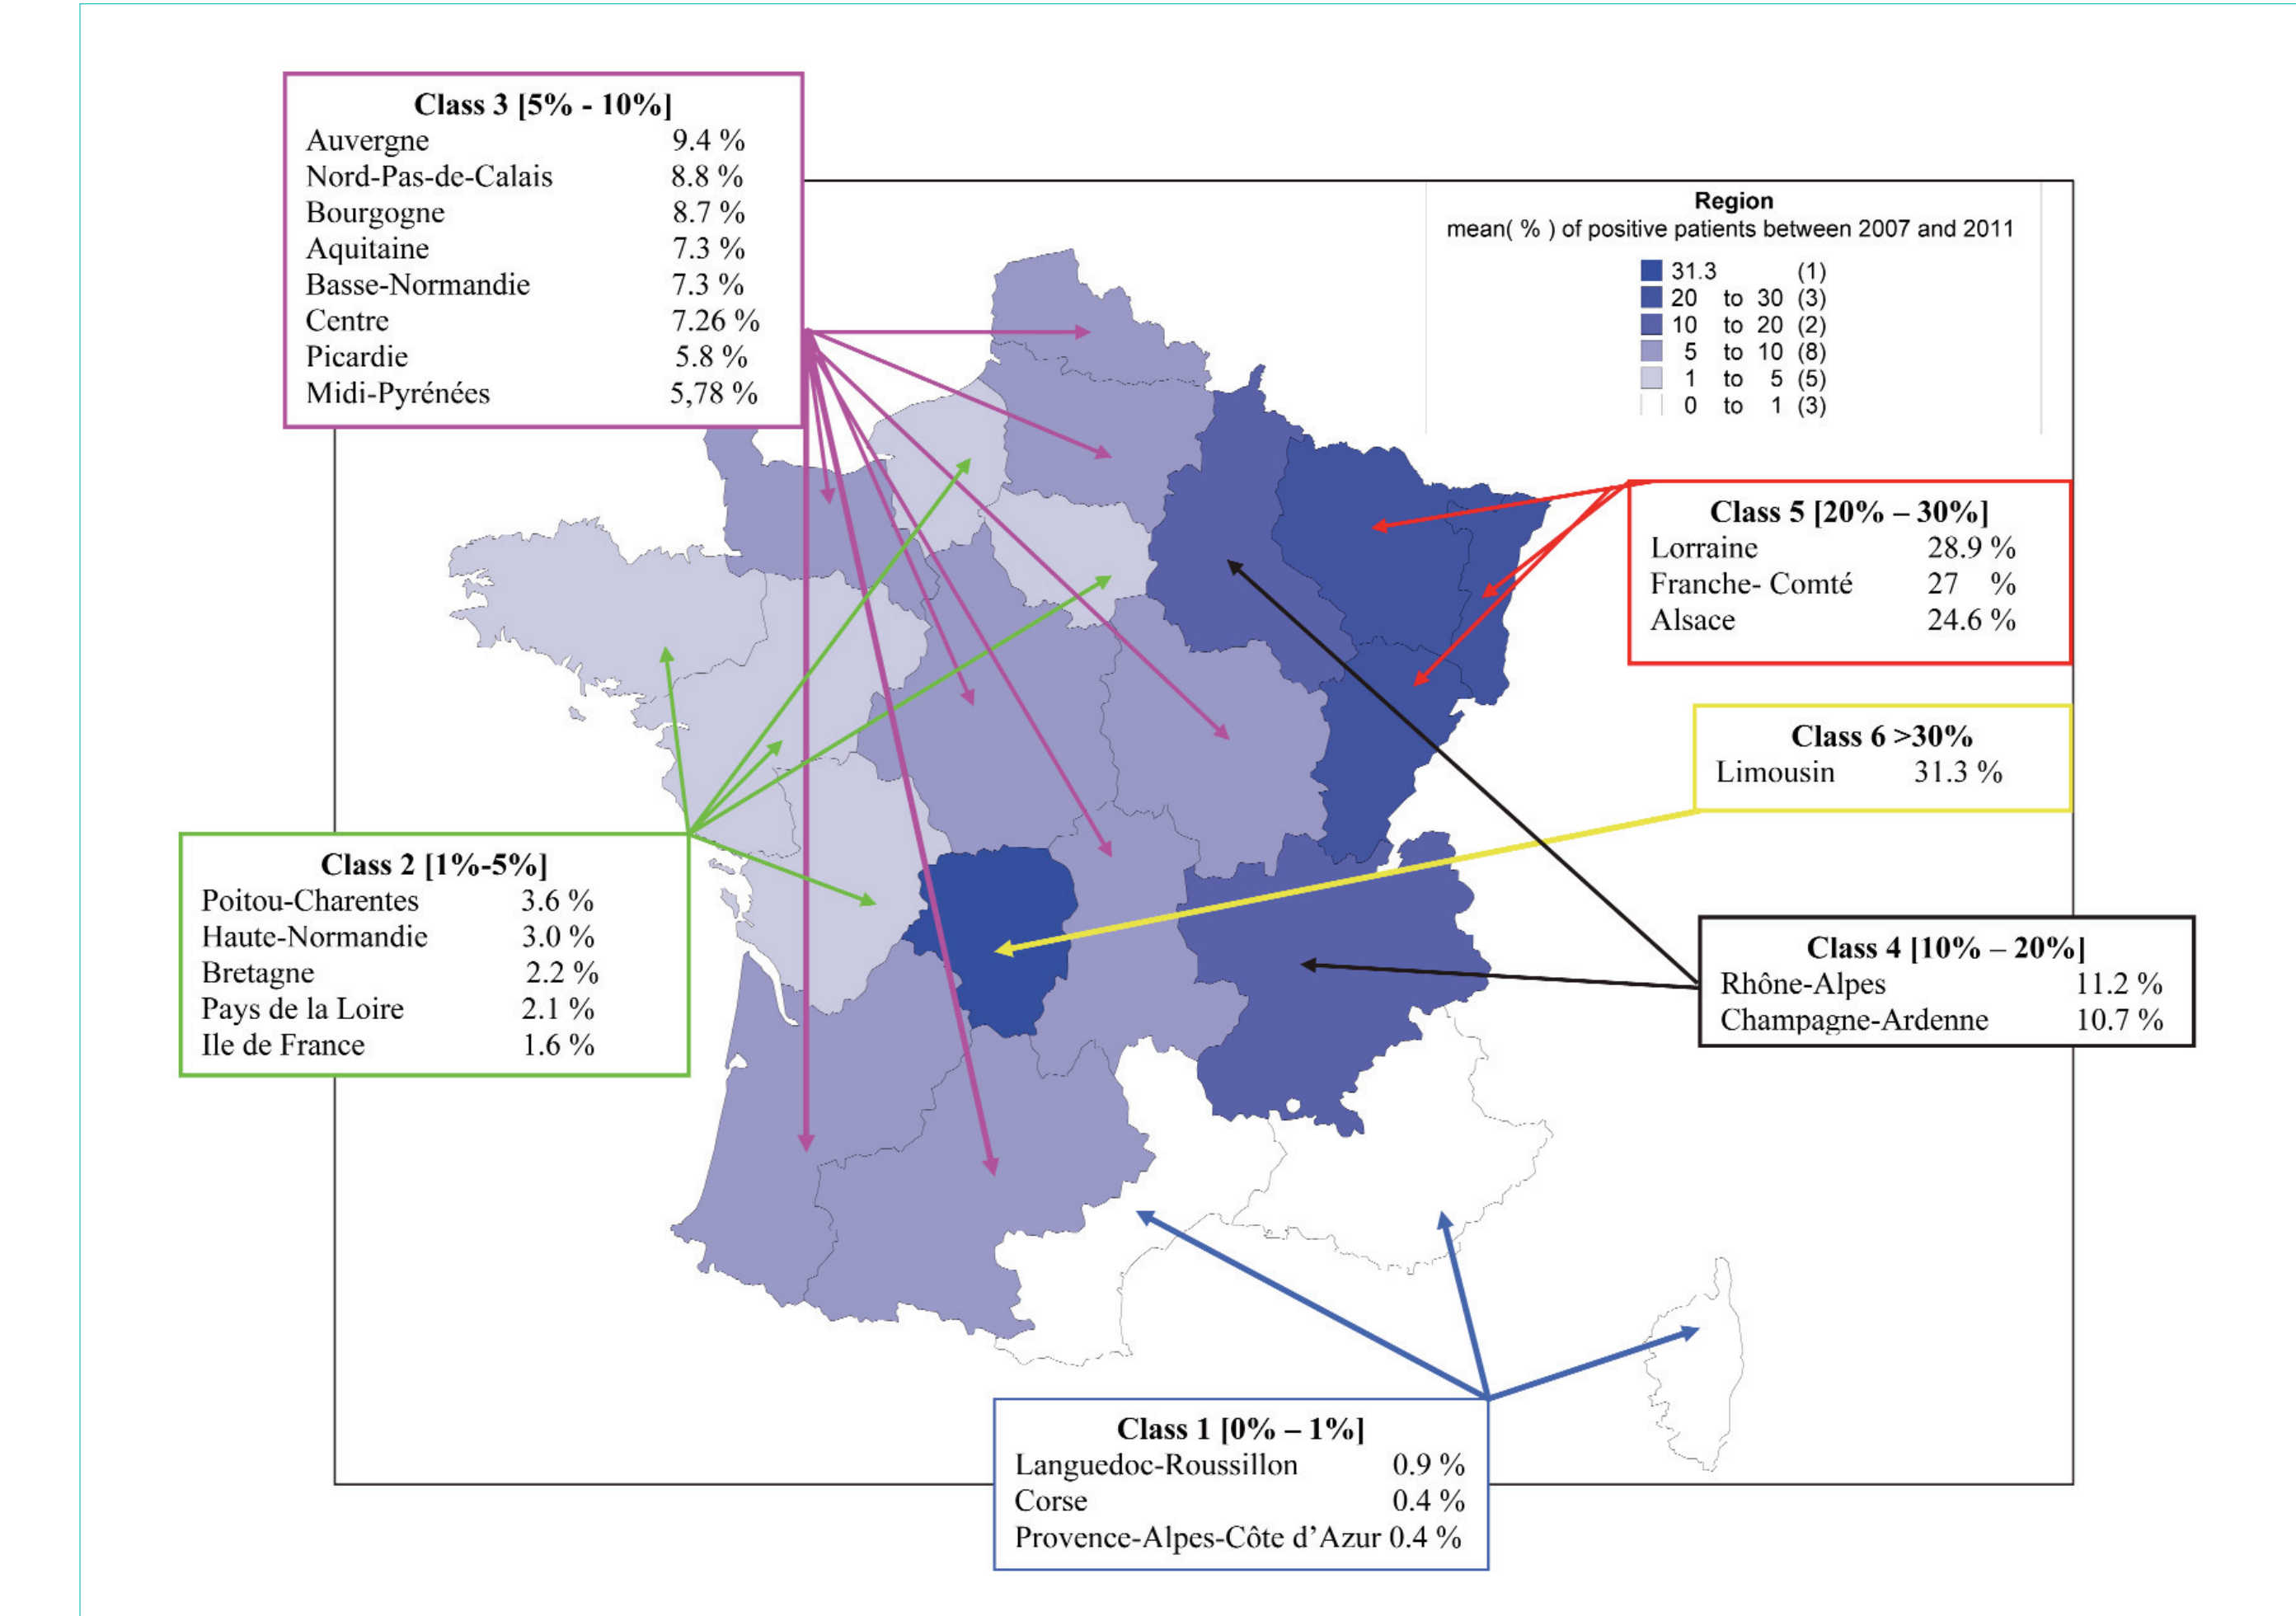 Class 3 [5% - 10%]
Auvergne 9.4 %
Nord-Pas-de-Calais 8.8 %
Bourgogne 8.7 %
Aquitaine 7.3 %
Basse-Normandie 7.3 %
Centre 7.26 %
Picardie 5.8 %
Midi-Pyrénées 5,78 %
Region
mean( % ) of positive patients between 2007 and 2011
31.3 (1)
20 to 30 (3)
10 to 20 (2)
5 to 10 (8)
1 to 5 (5)
0 to 1 (3)
Class 5 [20% – 30%]
Lorraine 28.9 %
Franche- Comté 27 %
Alsace 24.6 %
Class 6 >30%
Limousin 31.3 %
Class 2 [1%-5%]
Poitou-Charentes 3.6 %
Haute-Normandie 3.0 %
Bretagne 2.2 %
Pays de la Loire 2.1 %
Ile de France 1.6 %
Class 4 [10% – 20%]
Rhône-Alpes 11.2 %
Champagne-Ardenne 10.7 %
Class 1 [0% – 1%]
Languedoc-Roussillon 0.9 %
Corse 0.4 %
Provence-Alpes-Côte d’Azur 0.4 %